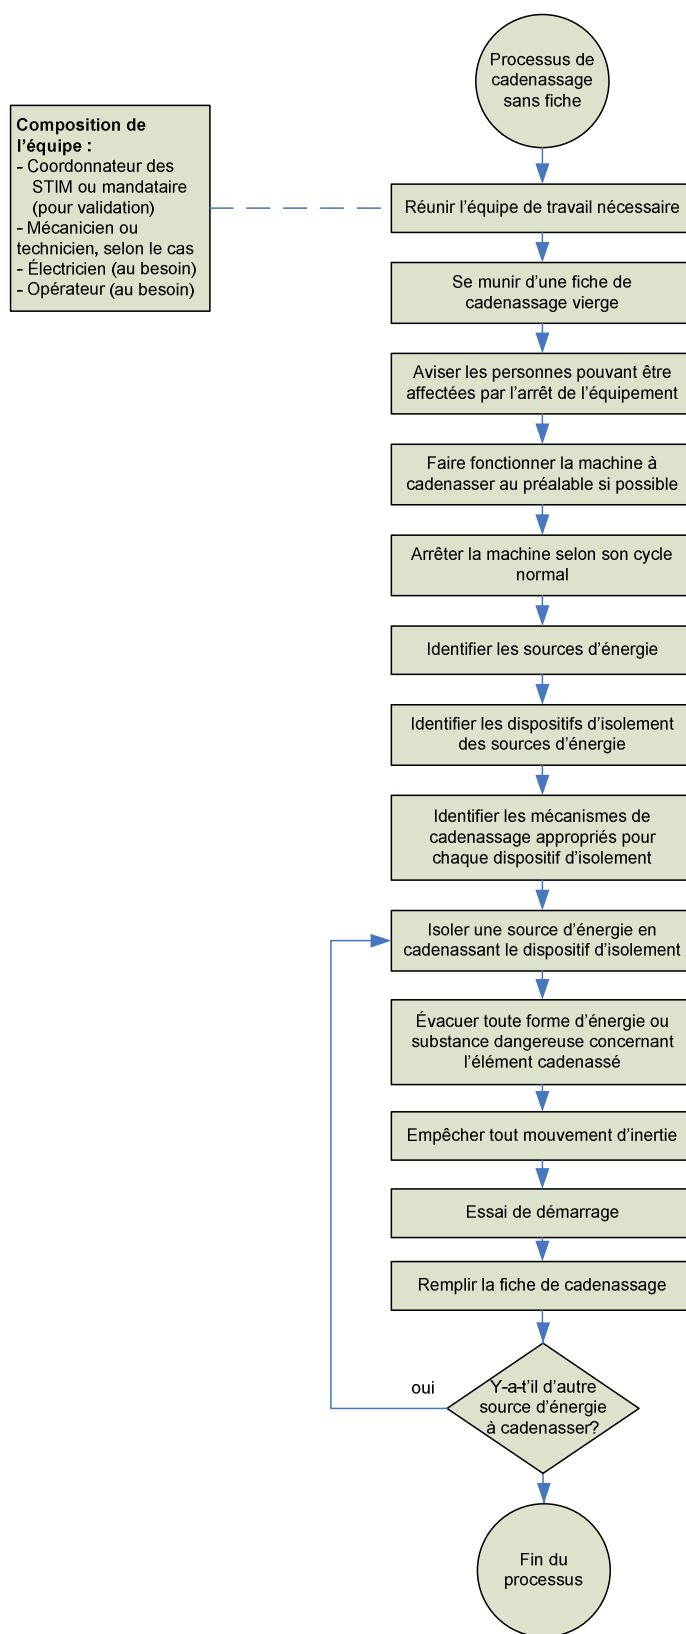 Processus de
cadenassage
sans fiche
Composition de
l’équipe :
- Coordonnateur des
STIM ou mandataire
(pour validation)
- Mécanicien ou
technicien, selon le cas
- Électricien (au besoin)
- Opérateur (au besoin)
Réunir l’équipe de travail nécessaire
Se munir d’une fiche de
cadenassage vierge
Aviser les personnes pouvant être
affectées par l’arrêt de l’équipement
Faire fonctionner la machine à
cadenasser au préalable si possible
Arrêter la machine selon son cycle
normal
Identifier les sources d’énergie
Identifier les dispositifs d’isolement
des sources d’énergie
Identifier les mécanismes de
cadenassage appropriés pour
chaque dispositif d’isolement
Isoler une source d’énergie en
cadenassant le dispositif d’isolement
Évacuer toute forme d’énergie ou
substance dangereuse concernant
l’élément cadenassé
Empêcher tout mouvement d’inertie
Essai de démarrage
Remplir la fiche de cadenassage
oui
Y-a-t’il d’autre
source d’énergie
à cadenasser?
Fin du
processus